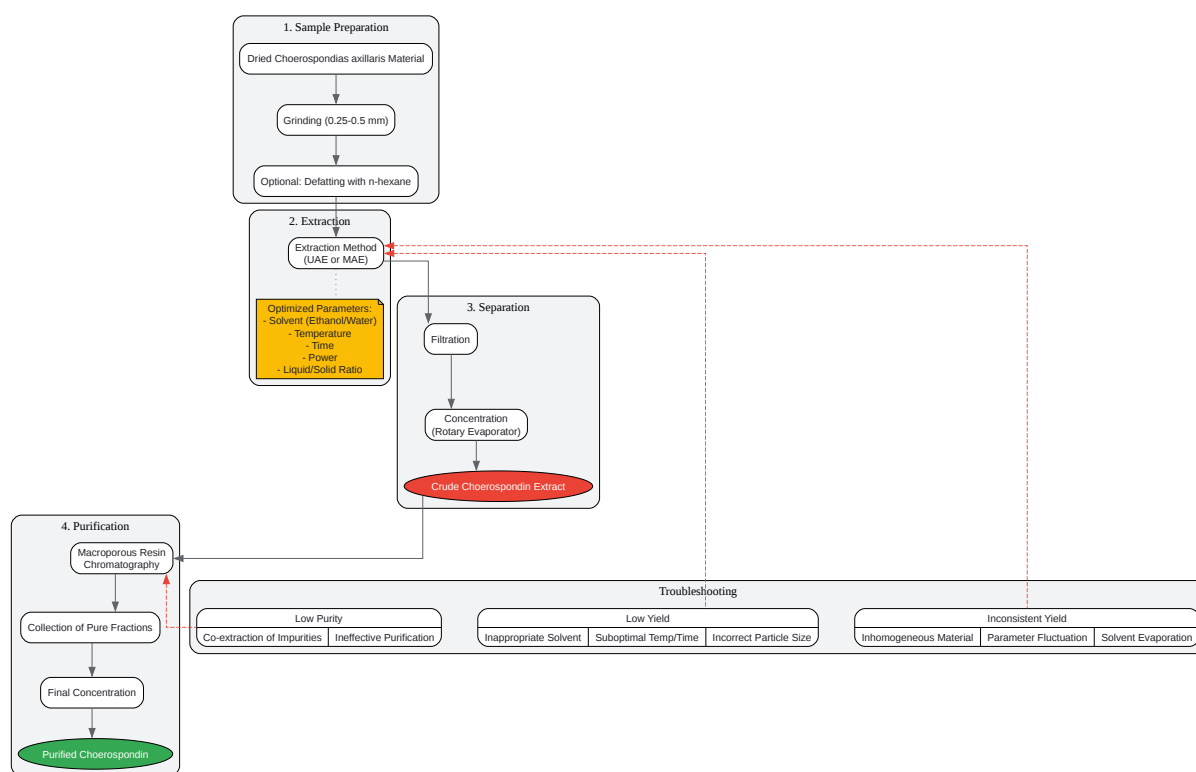 1. Sample Preparation
Dried Choerospondias axillaris Material
Grinding (0.25-0.5 mm)
Optional: Defatting with n-hexane
2. Extraction
Extraction Method
(UAE or MAE)
Optimized Parameters:
- Solvent (Ethanol/Water)
- Temperature
- Time
- Power
- Liquid/Solid Ratio
3. Separation
Filtration
Concentration
(Rotary Evaporator)
Crude Choerospondin Extract
4. Purification
Macroporous Resin
Chromatography
Collection of Pure Fractions
Final Concentration
Purified Choerospondin
Troubleshooting
Low Purity
Co-extraction of Impurities
Ineffective Purification
Low Yield
Inappropriate Solvent
Suboptimal Temp/Time
Incorrect Particle Size
Inconsistent Yield
Inhomogeneous Material
Parameter Fluctuation
Solvent Evaporation